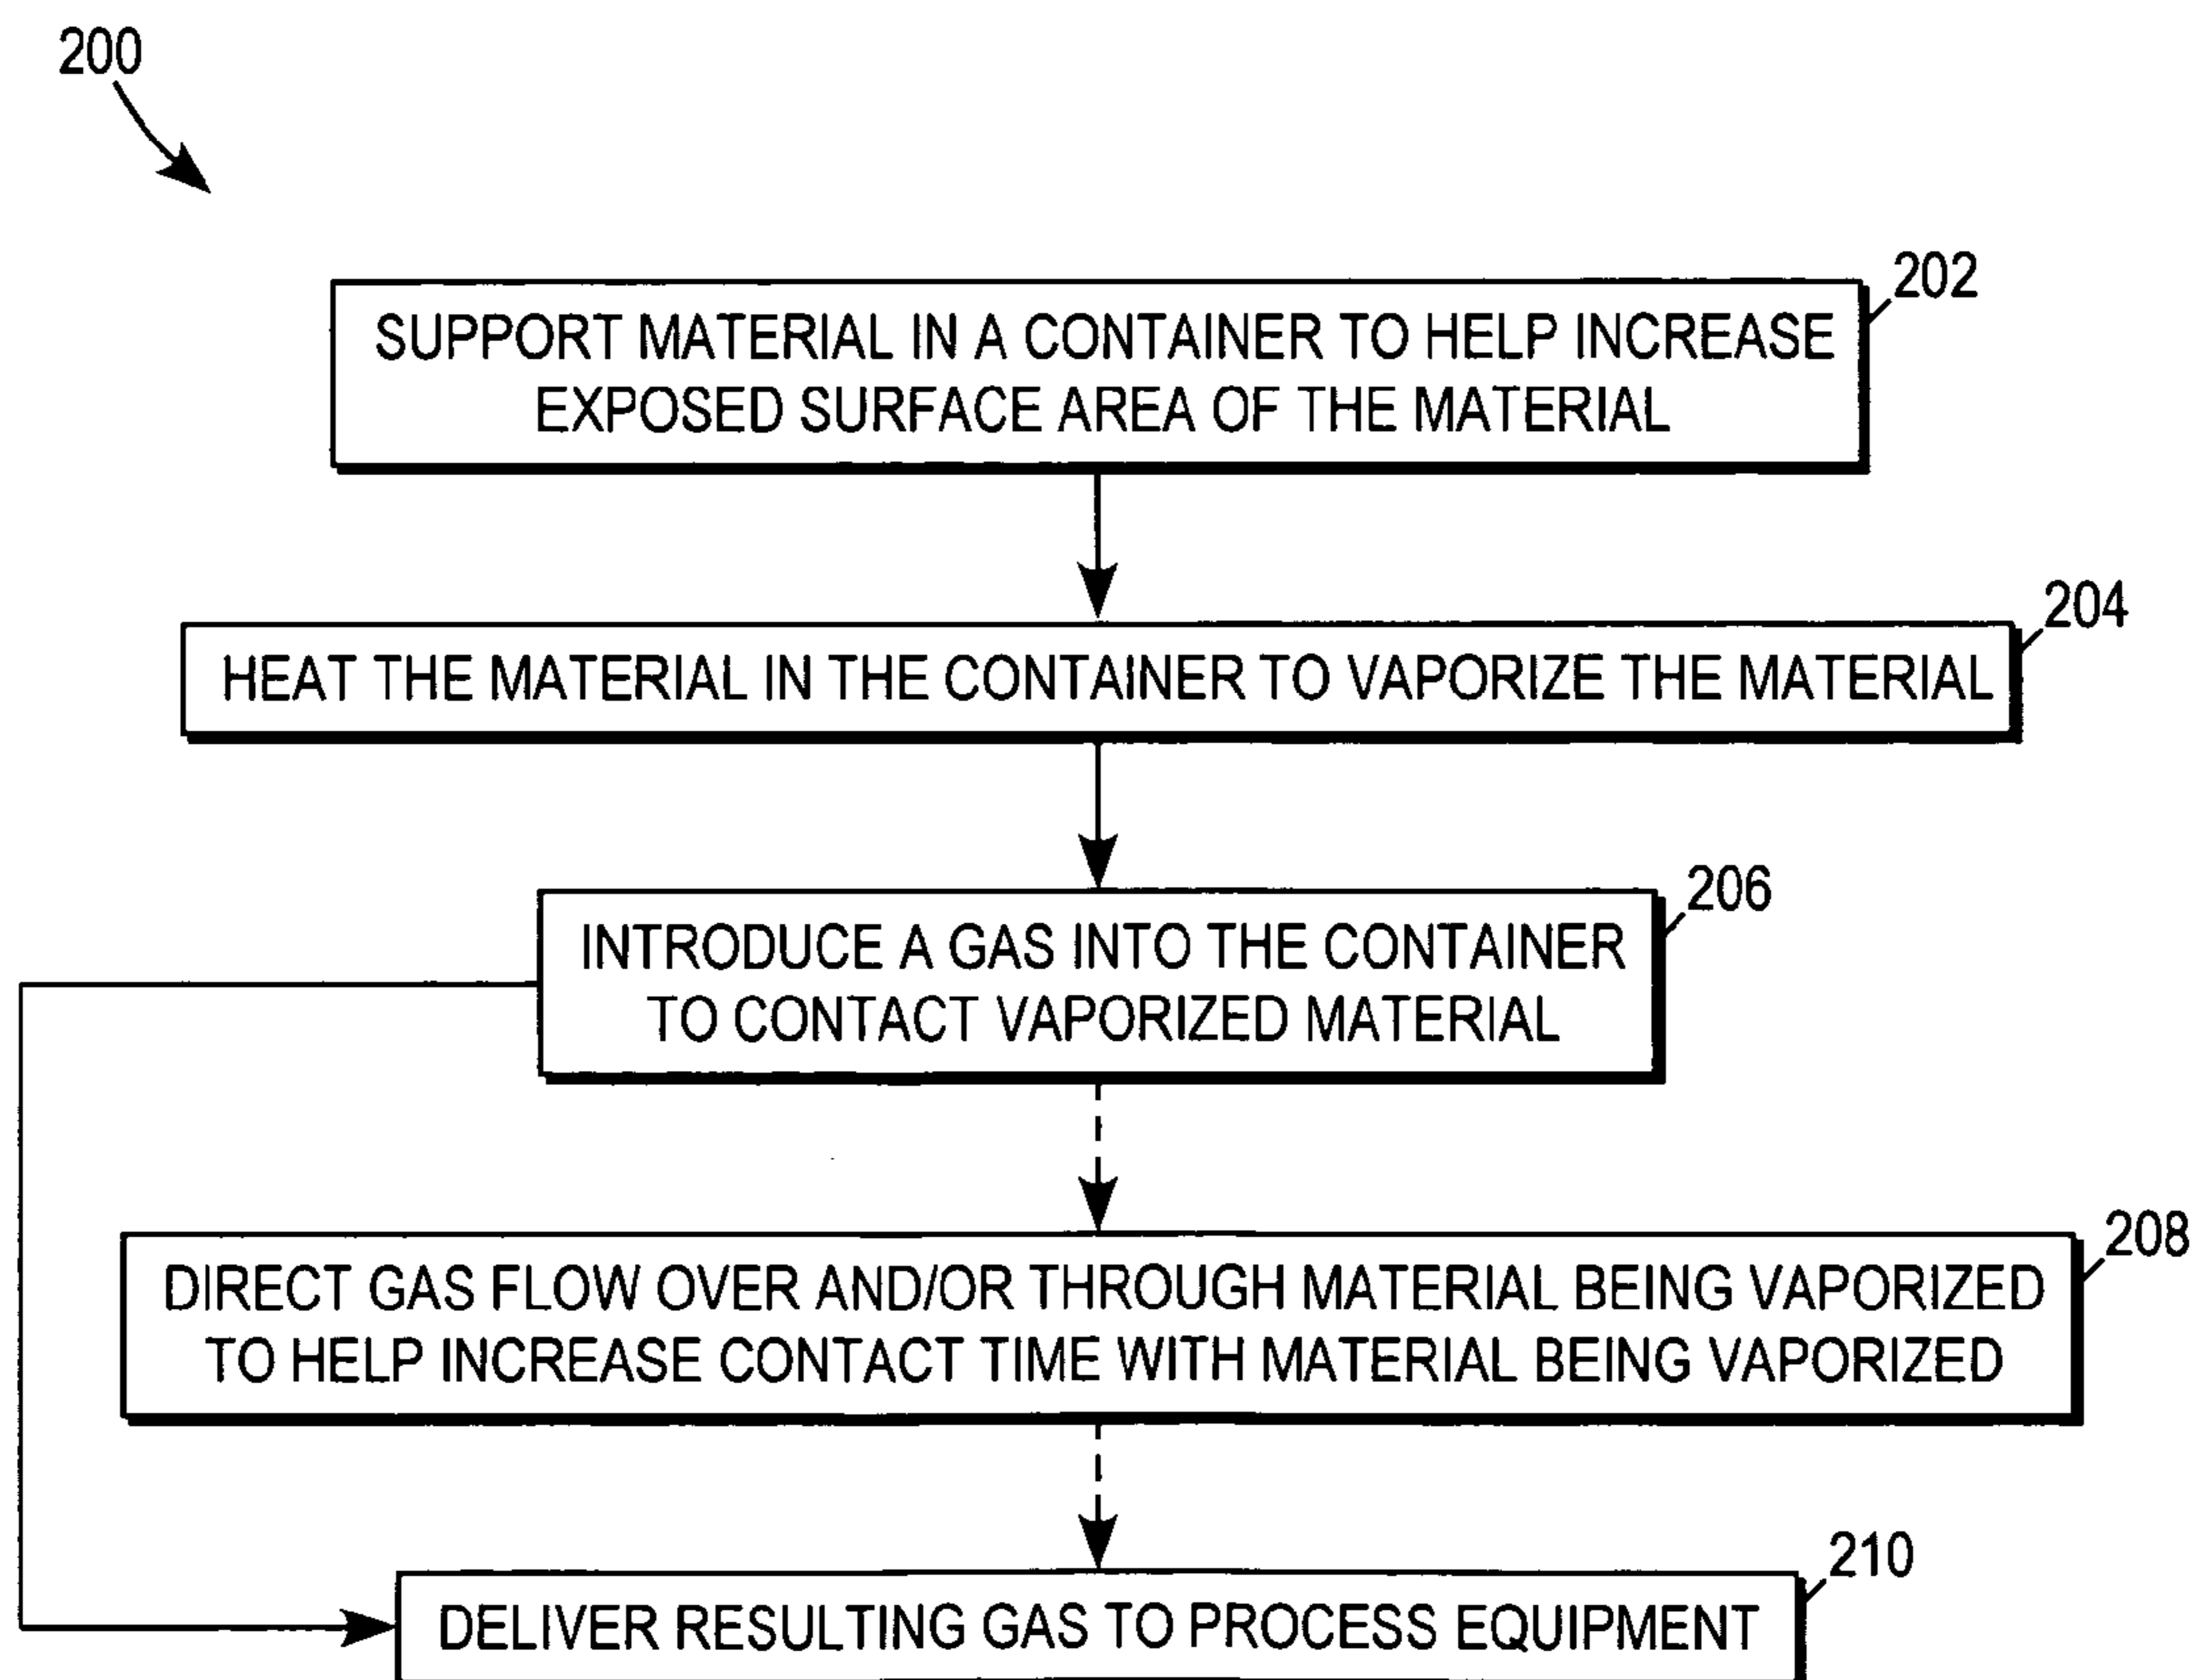 200
202
SUPPORT MATERIAL IN A CONTAINER TO HELP INCREASE
EXPOSED SURFACE AREA OF THE MATERIAL
204
HEAT THE MATERIAL IN THE CONTAINER TO VAPORIZE THE MATERIAL
206
INTRODUCE A GAS INTO THE CONTAINER
TO CONTACT VAPORIZED MATERIAL
208
DIRECT GAS FLOW OVER AND/OR THROUGH MATERIAL BEING VAPORIZED
TO HELP INCREASE CONTACT TIME WITH MATERIAL BEING VAPORIZED
210
DELIVER RESULTING GAS TO PROCESS EQUIPMENT